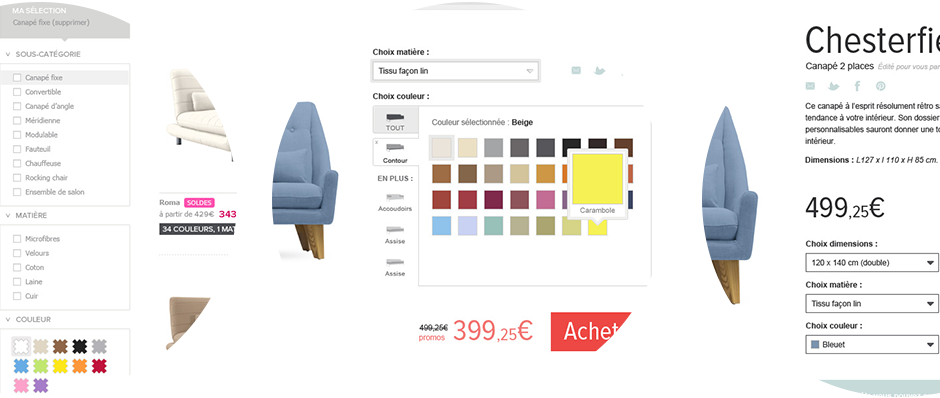 MA SÉLECTION
Canapé fixe (supprimer)
SOUS-CATÉGORIE
Canapé fixe
Convertible
Canapé d'angle
Méridienne
Modulable
Fauteuil
Chauffeuse
Rocking chair
Ensemble de salon
MATIÈRE
Microfibres
Velours
Coton
Laine
Cuir
COULEUR
Roma SOLDES
à partir de 429€ 343
34 COULEURS, 1 MAT
Choix matière :
Tissu façon lin
Choix couleur :
TOUT
Contour
EN PLUS :
Accoudoirs
Assise
Assise
Couleur sélectionnée : Beige
Carambole
499,25€
promos
399,25€
Achet
Chesterfie
Canapé 2 places Édité pour vous par
Ce canapé à l'esprit résolument rétro s
tendance à votre intérieur. Son dossier
personnalisables sauront donner une to
intérieur.
Dimensions : L127 x l 110 x H 85 cm.
499,25€
Choix dimensions :
120 x 140 cm (double)
Choix matière :
Tissu façon lin
Choix couleur :
Bleuet